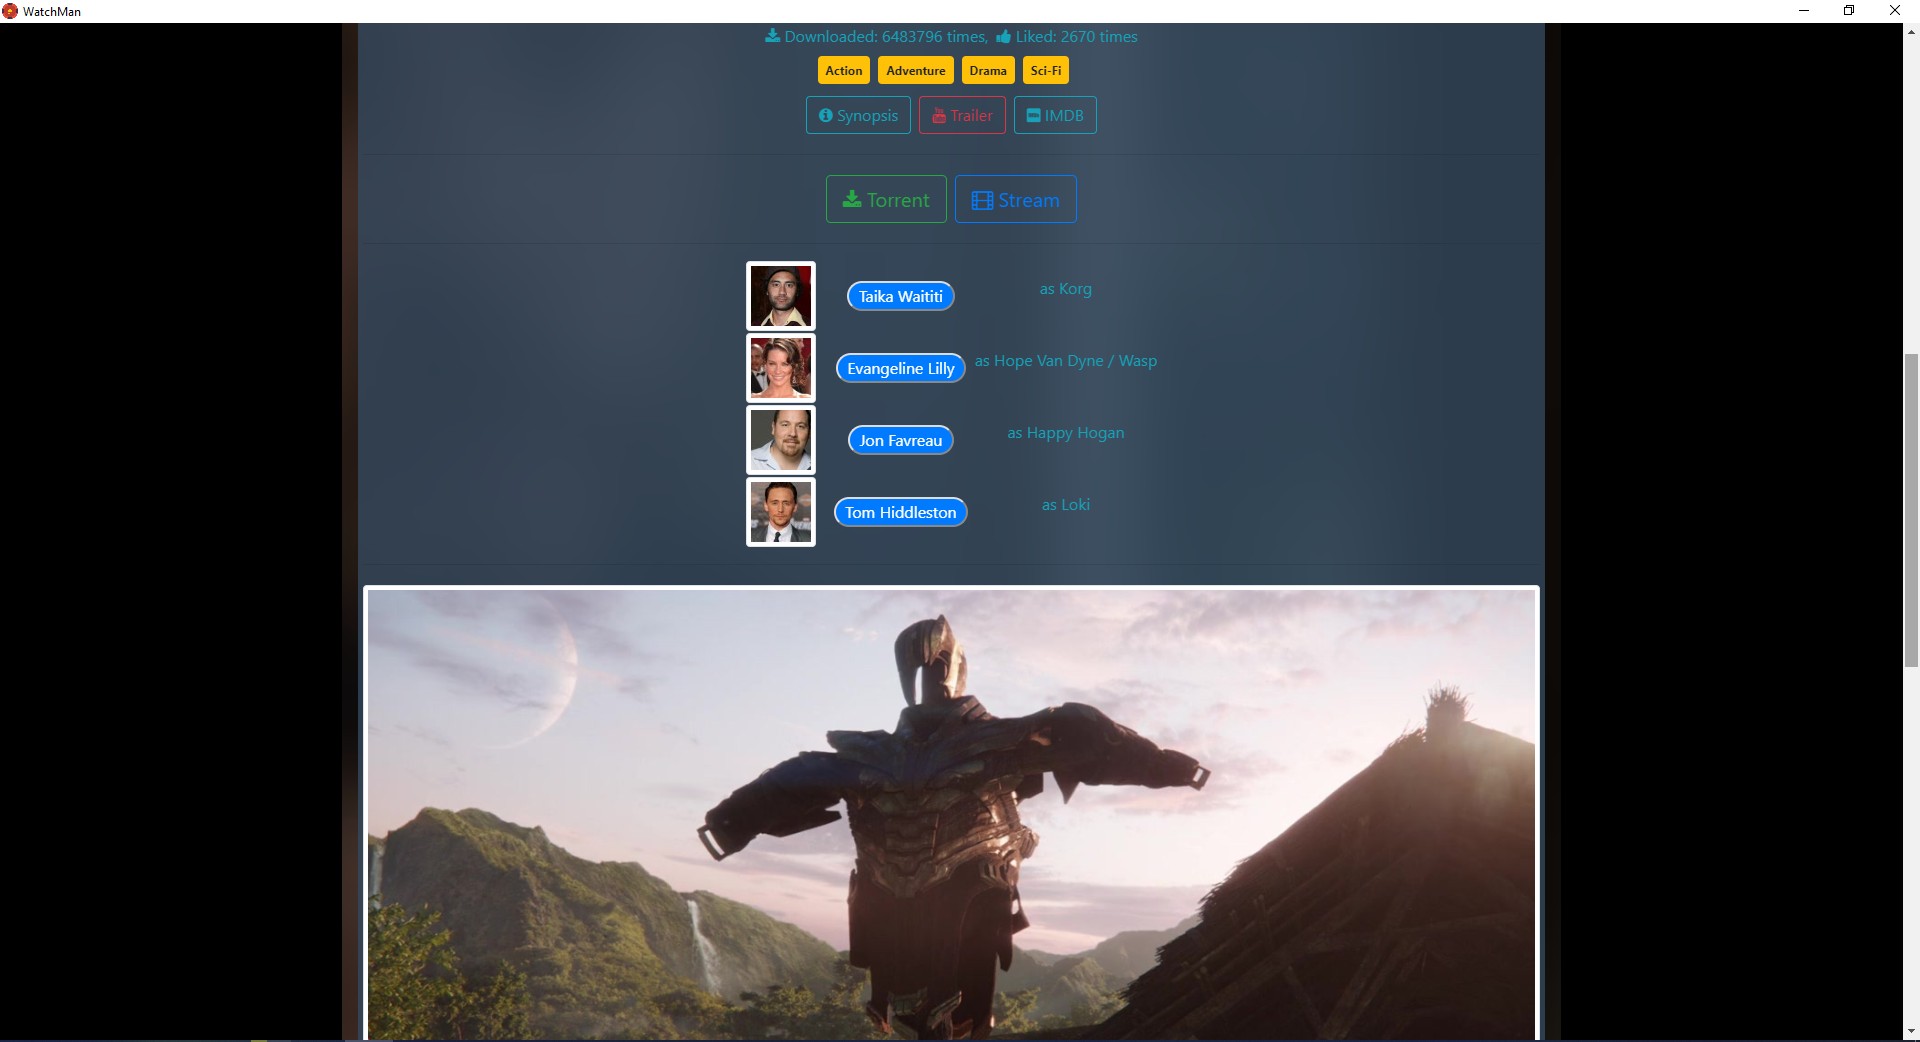 WatchMan
Downloaded: 6483796 times, Liked: 2670 times
Action Adventure Drama Sci-Fi
Synopsis Trailer IMDB
Torrent Stream
Taika Waititi as Korg
Evangeline Lilly as Hope Van Dyne / Wasp
Jon Favreau as Happy Hogan
Tom Hiddleston as Loki